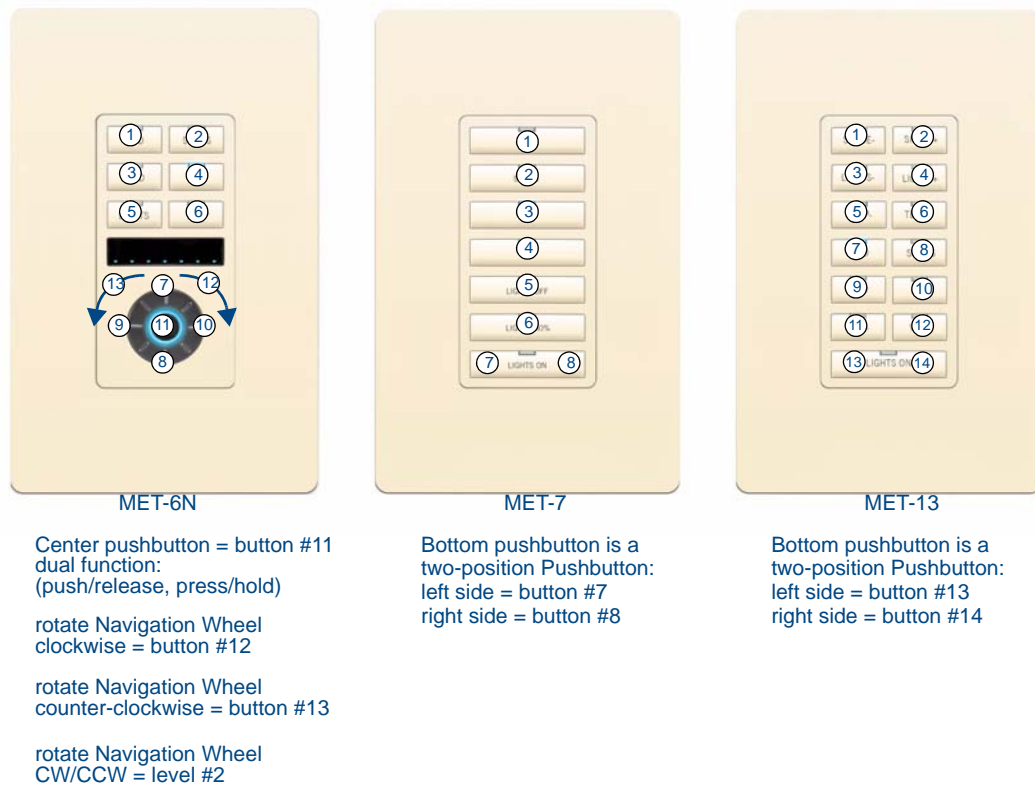 1 2
3 4
5 6
13 7 12
9 11 10
8
MET-6N
Center pushbutton = button #11
dual function:
(push/release, press/hold)
rotate Navigation Wheel
clockwise = button #12
rotate Navigation Wheel
counter-clockwise = button #13
rotate Navigation Wheel
CW/CCW = level #2
1
2
3
4
5
6
7 LIGHTS ON 8
MET-7
Bottom pushbutton is a
two-position Pushbutton:
left side = button #7
right side = button #8
1 2
3 4
5 6
7 8
9 10
11 12
13 LIGHTS ON 14
MET-13
Bottom pushbutton is a
two-position Pushbutton:
left side = button #13
right side = button #14